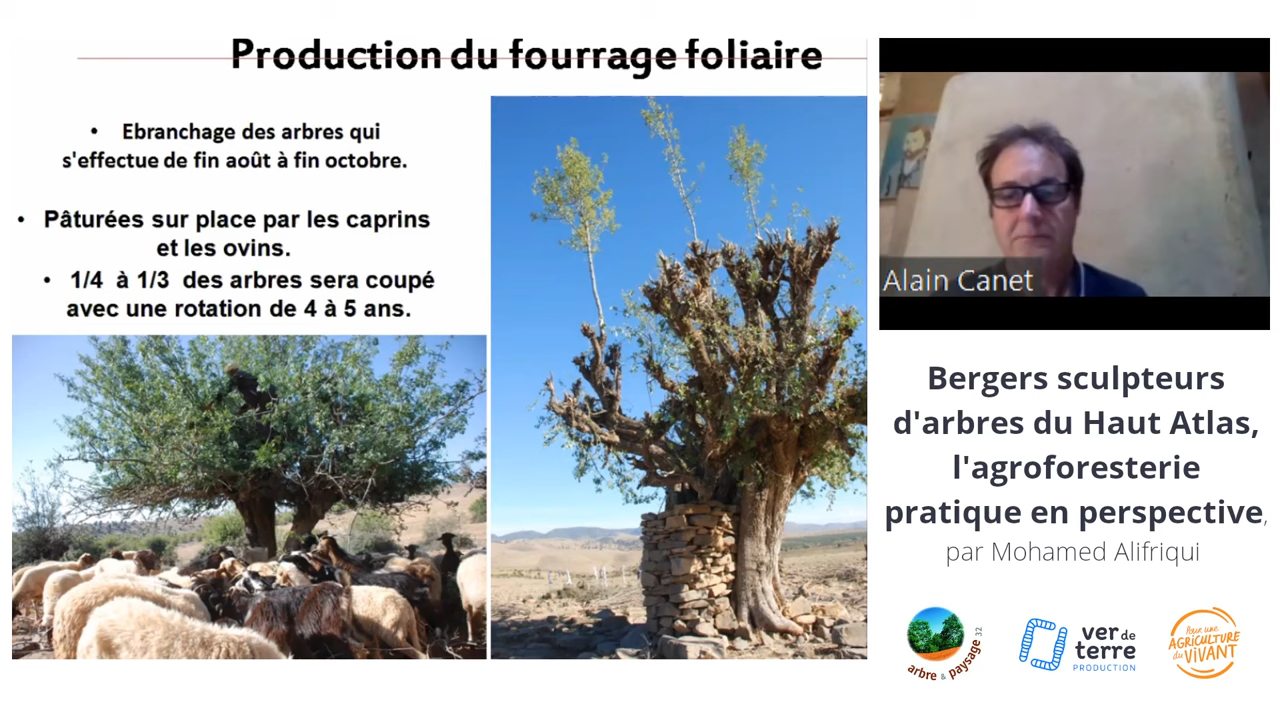 Production du fourrage foliaire
• Ebranchage des arbres qui
s'effectue de fin août à fin octobre.
• Pâturées sur place par les caprins
et les ovins.
• 1/4 à 1/3 des arbres sera coupé
avec une rotation de 4 à 5 ans.
Alain Canet
Bergers sculpteurs
d'arbres du Haut Atlas,
l'agroforesterie
pratique en perspective,
par Mohamed Alifriqui
arbre & paysage 32
ver de
terre
PRODUCTION
Pour une
AGRICULTURE
du VIVANT